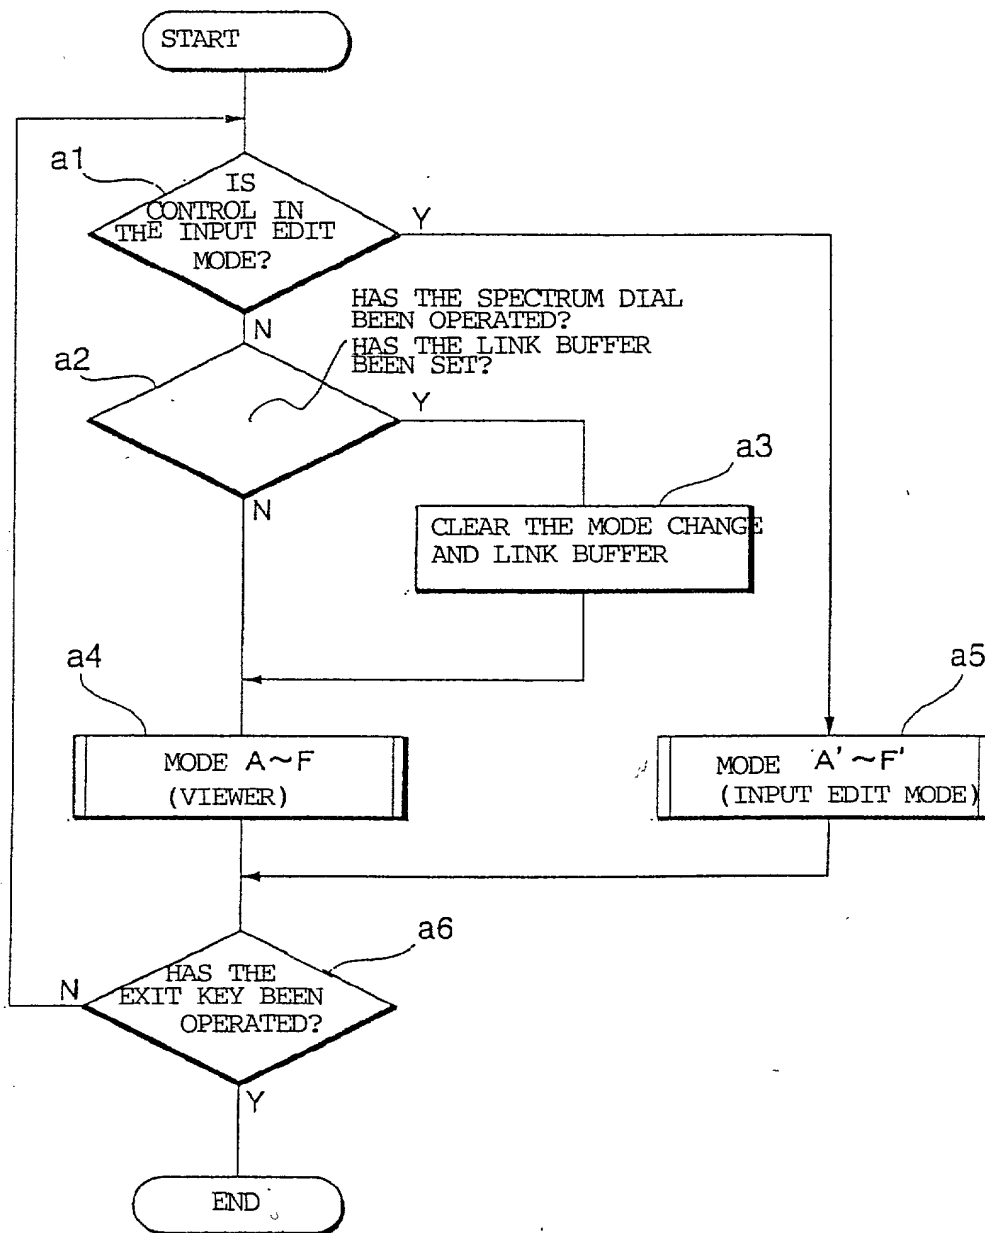 START
a1
IS
CONTROL IN
THE INPUT EDIT
MODE?
Y
N
HAS THE SPECTRUM DIAL
BEEN OPERATED?
HAS THE LINK BUFFER
BEEN SET?
a2
Y
N
a3
CLEAR THE MODE CHANGE
AND LINK BUFFER
a4
MODE A~F
(VIEWER)
a5
MODE A'~F'
(INPUT EDIT MODE)
a6
HAS THE
EXIT KEY BEEN
OPERATED?
N
Y
END